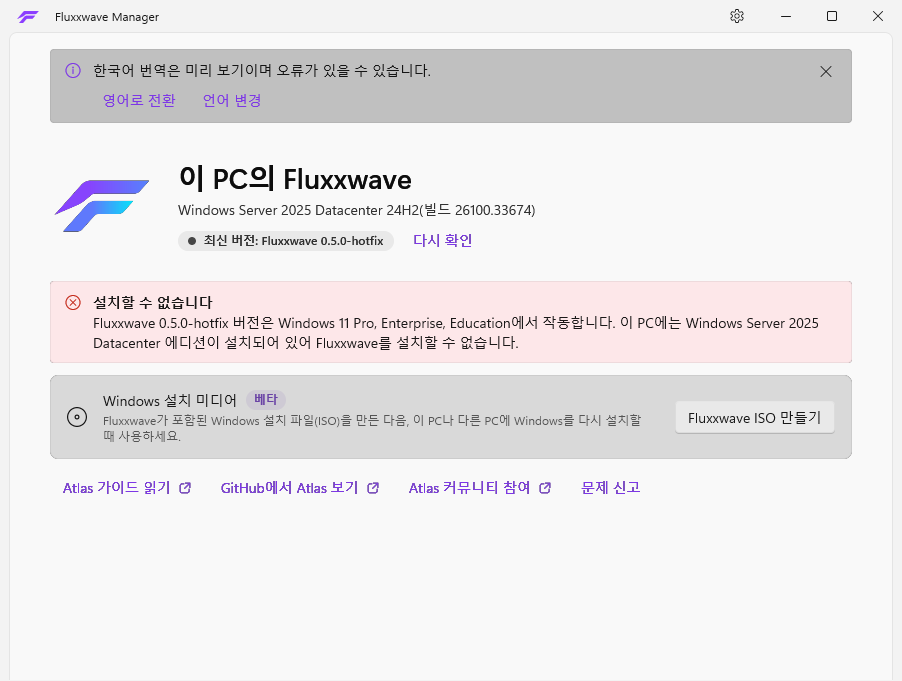 Fluxxwave Manager
한국어 번역은 미리 보기이며 오류가 있을 수 있습니다.
영어로 전환 언어 변경
이 PC의 Fluxxwave
Windows Server 2025 Datacenter 24H2(빌드 26100.33674)
최신 버전: Fluxxwave 0.5.0-hotfix 다시 확인
설치할 수 없습니다
Fluxxwave 0.5.0-hotfix 버전은 Windows 11 Pro, Enterprise, Education에서 작동합니다. 이 PC에는 Windows Server 2025
Datacenter 에디션이 설치되어 있어 Fluxxwave를 설치할 수 없습니다.
Windows 설치 미디어 베타
Fluxxwave가 포함된 Windows 설치 파일(ISO)을 만든 다음, 이 PC나 다른 PC에 Windows를 다시 설치할
때 사용하세요.
Fluxxwave ISO 만들기
Atlas 가이드 읽기 GitHub에서 Atlas 보기 Atlas 커뮤니티 참여 문제 신고